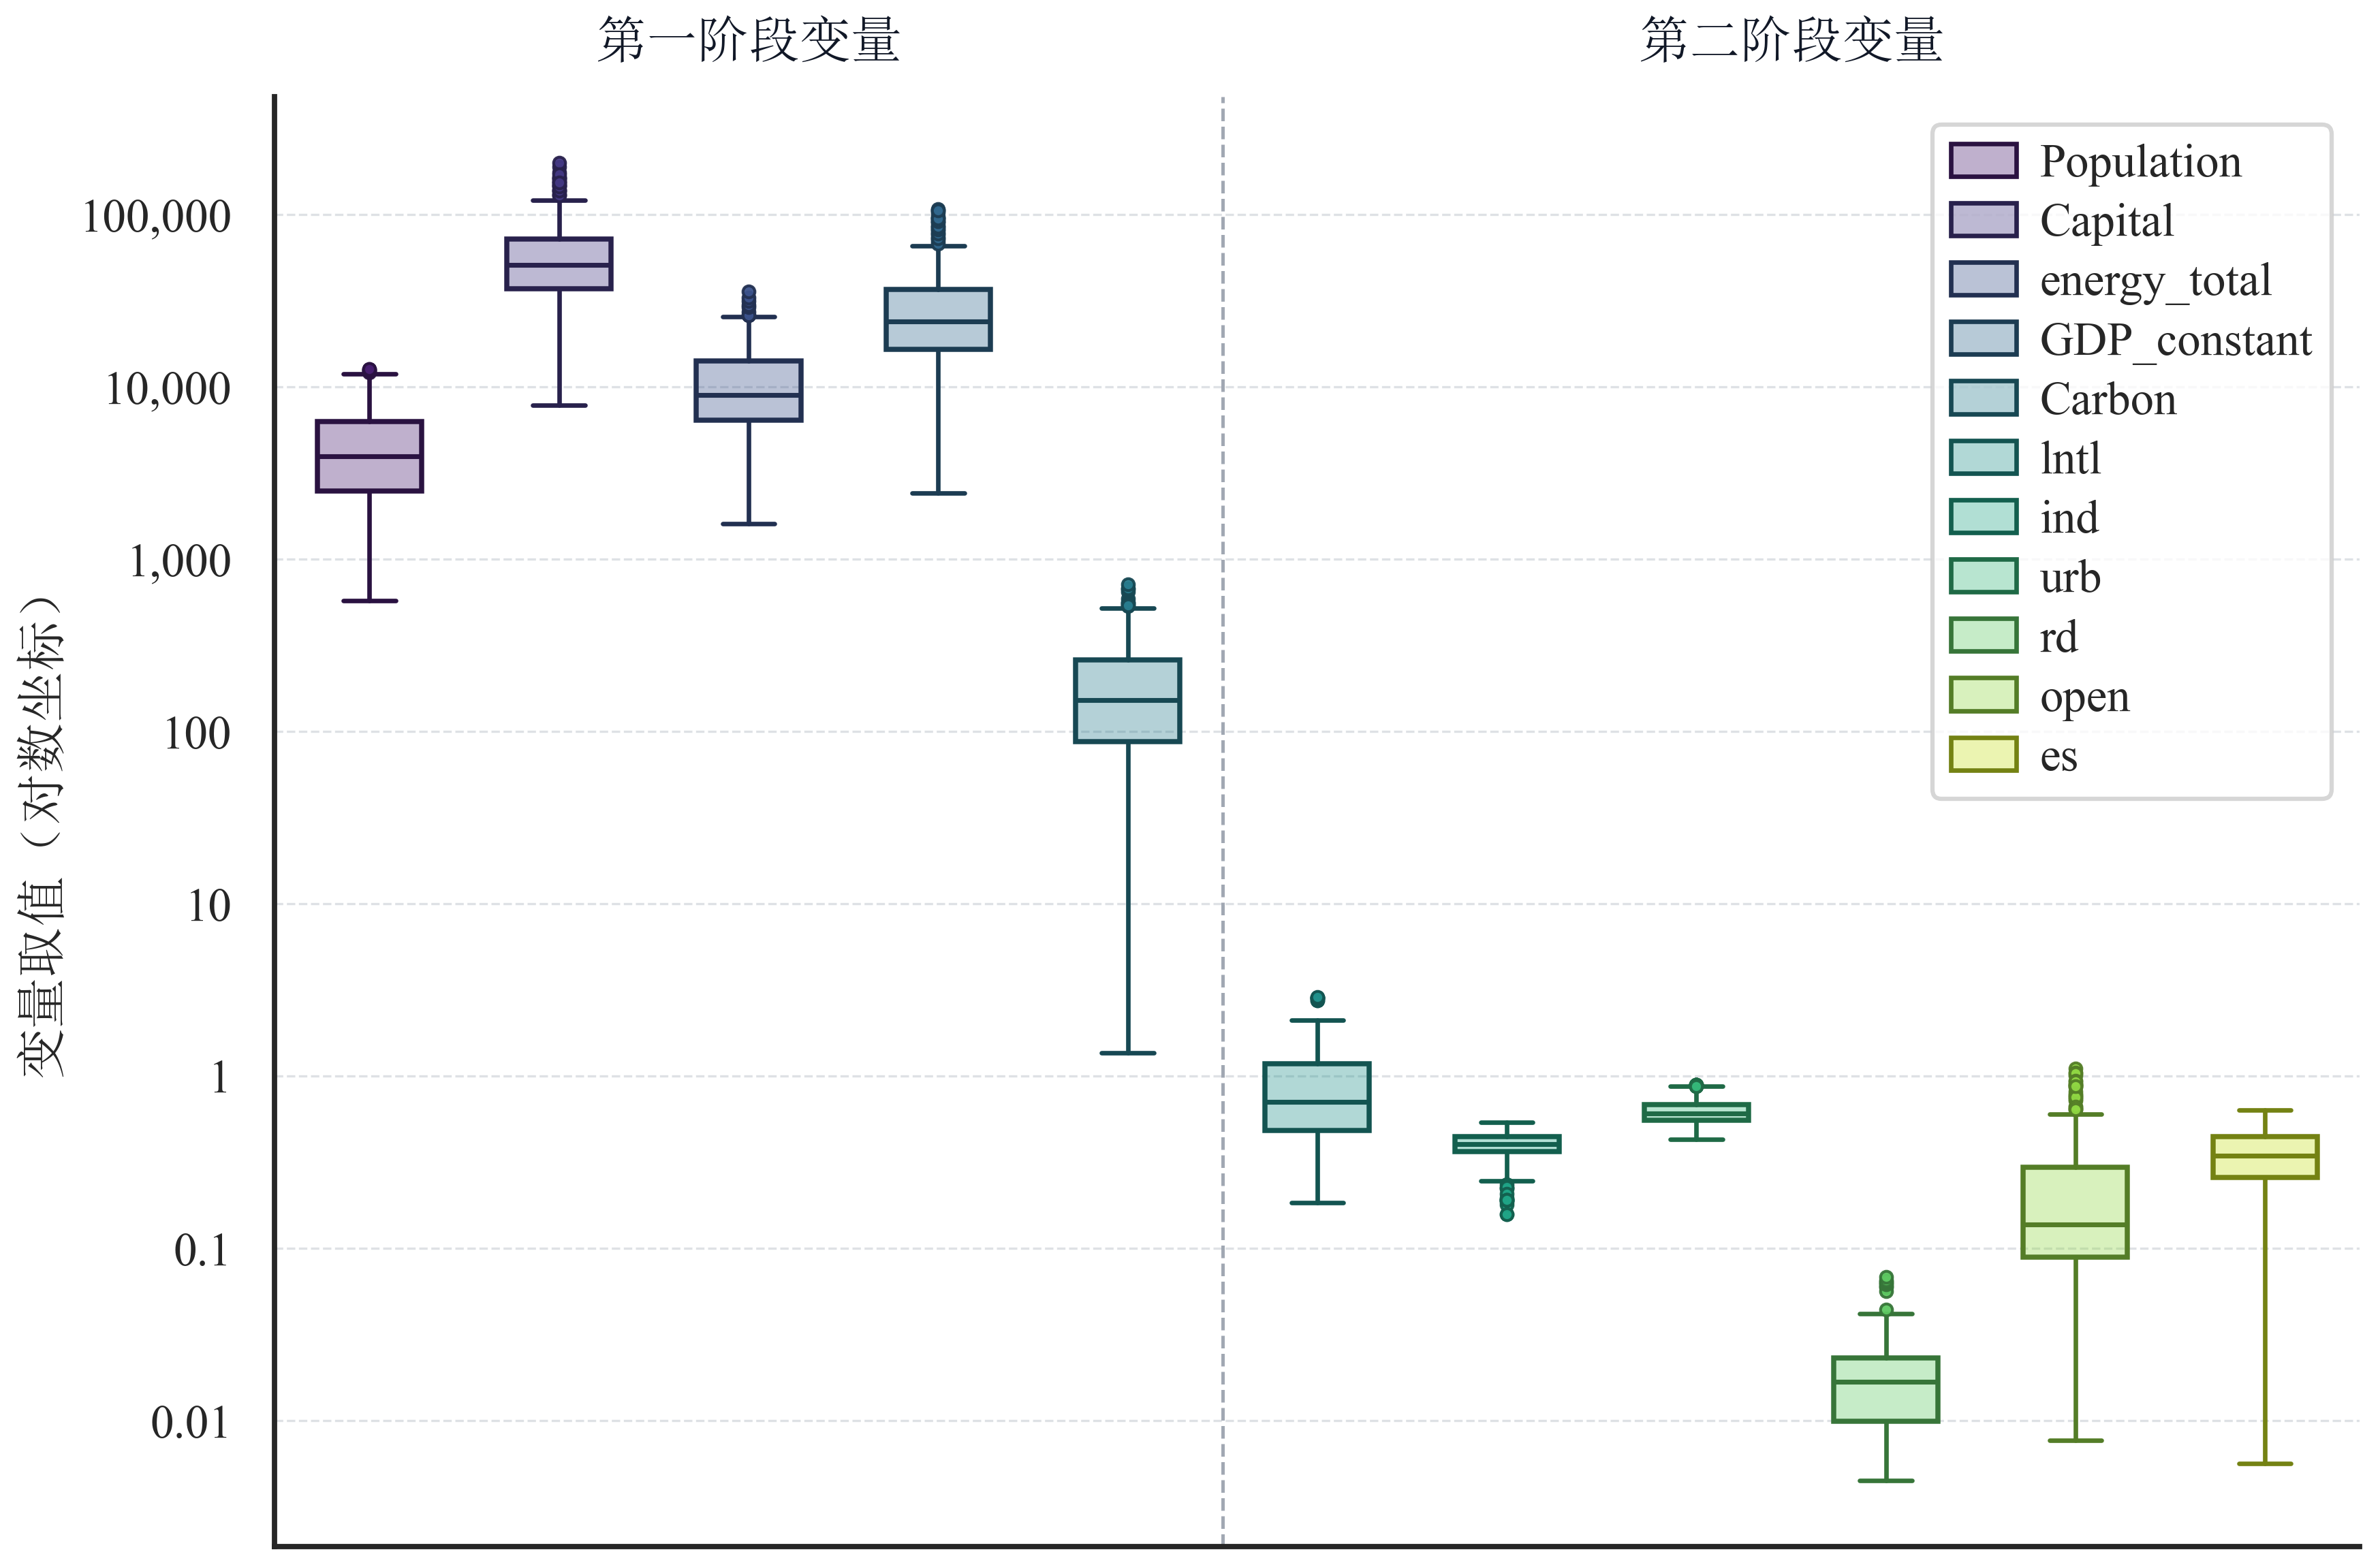 第一阶段变量
第二阶段变量
变量取值（对数坐标）
100,000
10,000
1,000
100
10
1
0.1
0.01
Population
Capital
energy_total
GDP_constant
Carbon
lntl
ind
urb
rd
open
es